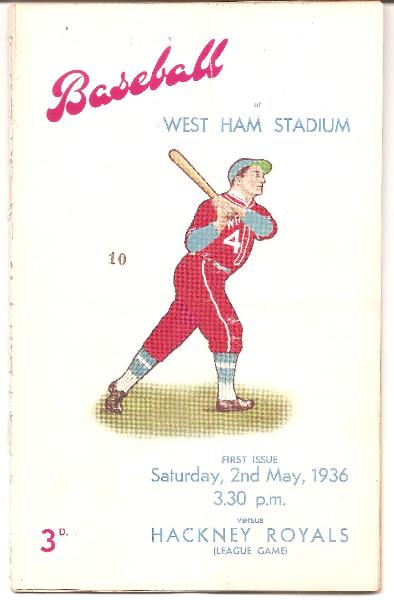 Baseball
at
WEST HAM STADIUM
10
4
FIRST ISSUE
Saturday, 2nd May, 1936
3.30 p.m.
versus
HACKNEY ROYALS
(LEAGUE GAME)
3D.